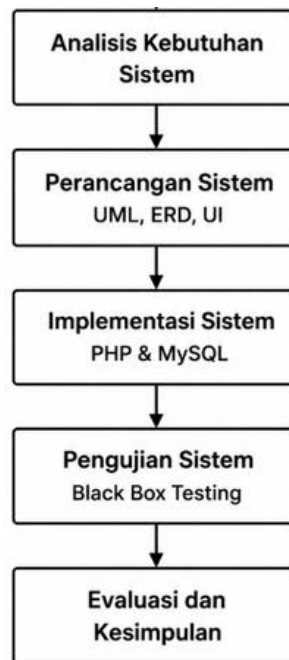 Analisis Kebutuhan
Sistem
Perancangan Sistem
UML, ERD, UI
Implementasi Sistem
PHP & MySQL
Pengujian Sistem
Black Box Testing
Evaluasi dan
Kesimpulan